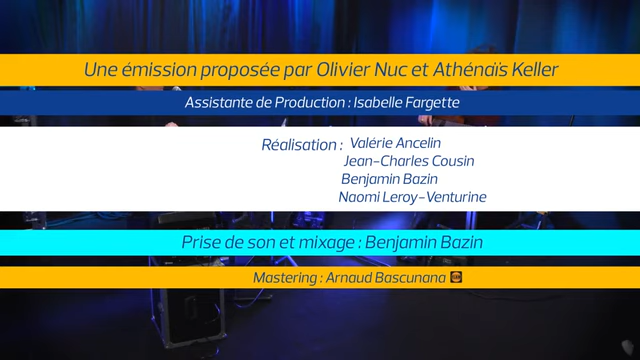 Une émission proposée par Olivier Nuc et Athénaïs Keller
Assistante de Production : Isabelle Fargette
Réalisation : Valérie Ancelin
Jean-Charles Cousin
Benjamin Bazin
Naomi Leroy-Venturine
Prise de son et mixage : Benjamin Bazin
Mastering : Arnaud Bascunana